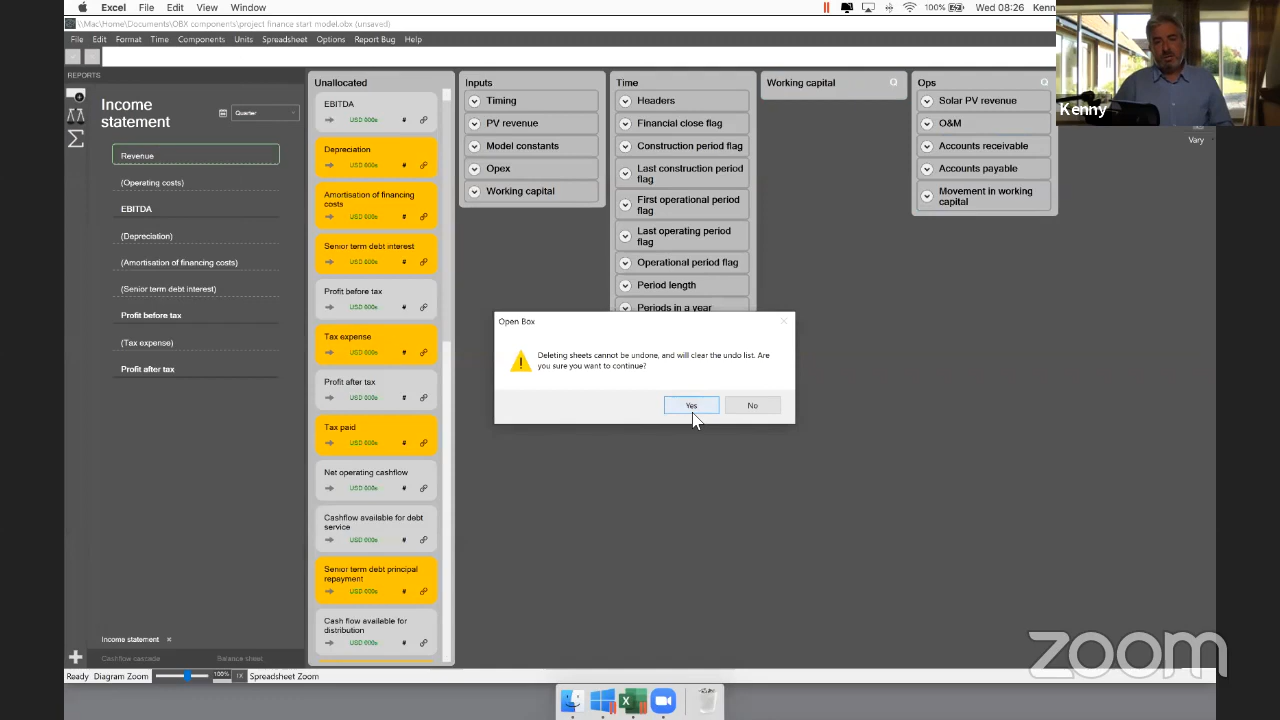 Excel File Edit View Window 100% Wed 08:26 Kenn
\\Mac\Home\Documents\OBX components\project finance start model.obx (unsaved)
File Edit Format Time Components Units Spreadsheet Options Report Bug Help
REPORTS
Income
statement
Quarter
Revenue
(Operating costs)
EBITDA
(Depreciation)
(Amortisation of financing costs)
(Senior term debt interest)
Profit before tax
(Tax expense)
Profit after tax
Income statement ×
Cashflow cascade Balance sheet
Unallocated
EBITDA
USD 000s #
Depreciation
USD 000s #
Amortisation of financing
costs
USD 000s #
Senior term debt interest
USD 000s #
Profit before tax
USD 000s #
Tax expense
USD 000s #
Profit after tax
USD 000s #
Tax paid
USD 000s #
Net operating cashflow
USD 000s #
Cashflow available for debt
service
USD 000s #
Senior term debt principal
repayment
USD 000s #
Cash flow available for
distribution
USD 000s #
Inputs
Timing
PV revenue
Model constants
Opex
Working capital
Time
Headers
Financial close flag
Construction period flag
Last construction period
flag
First operational period
flag
Last operating period
flag
Operational period flag
Period length
Periods in a year
Working capital
Ops
Solar PV revenue
O&M
Accounts receivable
Accounts payable
Movement in working
capital
Kenny
Vary
Open Box
Deleting sheets cannot be undone, and will clear the undo list. Are
you sure you want to continue?
Yes No
Ready Diagram Zoom 100% 1X Spreadsheet Zoom
zoom